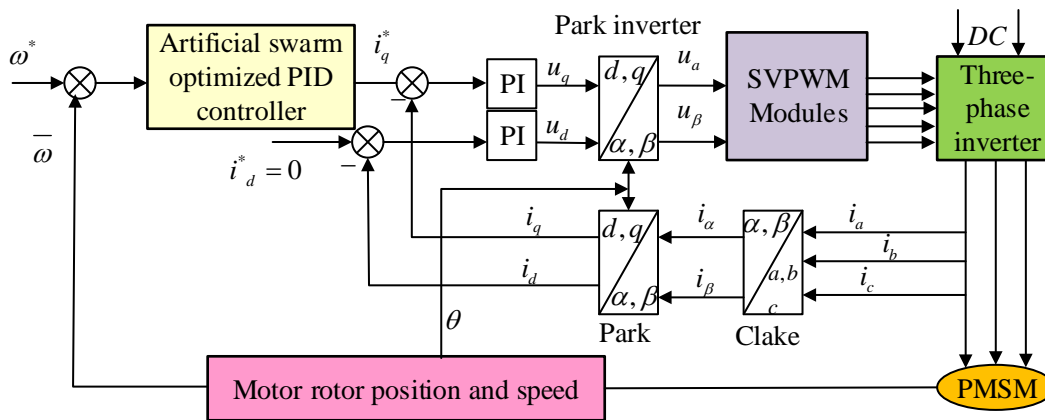 ω*
Artificial swarm
optimized PID
controller
i*q
−
PI
uq
Park inverter
d, q
α, β
ua
uβ
SVPWM
Modules
DC
Three-
phase
inverter
−
ω
−
i*d = 0
PI
ud
iq
id
θ
d, q
α, β
Park
iα
iβ
α, β
a, b
c
Clake
ia
ib
ic
Motor rotor position and speed
PMSM